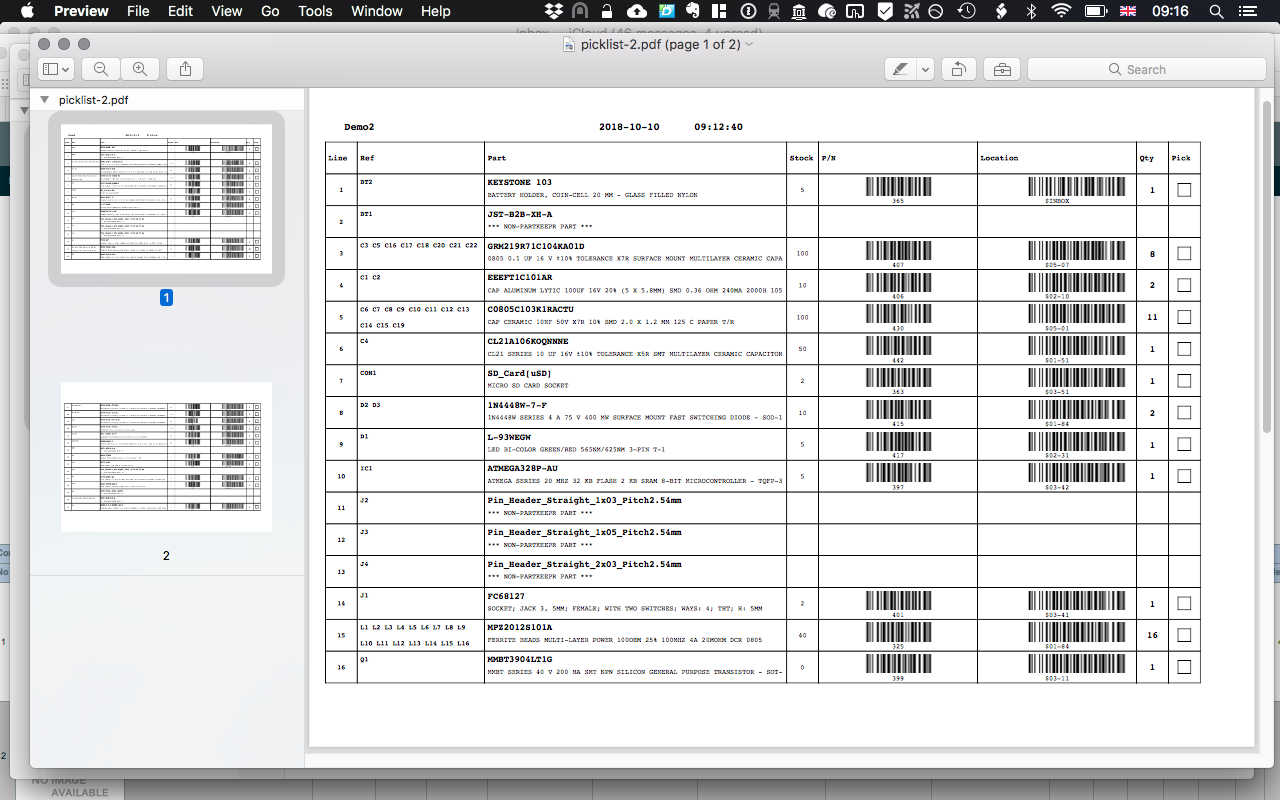 Preview File Edit View Go Tools Window Help 09:16
picklist-2.pdf (page 1 of 2)
Search
picklist-2.pdf
1
2
Demo2 2018-10-10 09:12:40
Line Ref Part Stock P/N Location Qty Pick
1 BT2 KEYSTONE 103 5 365 $INBOX 1
BATTERY HOLDER, COIN-CELL 20 MM - GLASS FILLED NYLON
2 BT1 JST-B2B-XH-A
*** NON-PARTKEEPR PART ***
3 C3 C5 C16 C17 C18 C20 C21 C22 GRM219R71C104KA01D 100 407 S05-07 8
0805 0.1 UF 16 V ±10% TOLERANCE X7R SURFACE MOUNT MULTILAYER CERAMIC CAPA
4 C1 C2 EEEFT1C101AR 10 406 S02-10 2
CAP ALUMINUM LYTIC 100UF 16V 20% (5 X 5.8MM) SMD 0.36 OHM 240MA 2000H 105
5 C6 C7 C8 C9 C10 C11 C12 C13 C0805C103K1RACTU 100 430 S05-01 11
C14 C15 C19 CAP CERAMIC 10NF 50V X7R 10% SMD 2.0 X 1.2 MM 125 C PAPER T/R
6 C4 CL21A106KOQNNNE 50 442 S01-51 1
CL21 SERIES 10 UF 16V ±10% TOLERANCE X5R SMT MULTILAYER CERAMIC CAPACITOR
7 CON1 SD_Card[uSD] 2 363 S03-51 1
MICRO SD CARD SOCKET
8 D2 D3 1N4448W-7-F 10 415 S01-84 2
1N4448W SERIES 4 A 75 V 400 MW SURFACE MOUNT FAST SWITCHING DIODE - SOD-1
9 D1 L-93WEGW 5 417 S02-31 1
LED BI-COLOR GREEN/RED 565NM/625NM 3-PIN T-1
10 IC1 ATMEGA328P-AU 5 397 S03-42 1
ATMEGA SERIES 20 MHZ 32 KB FLASH 2 KB SRAM 8-BIT MICROCONTROLLER - TQFP-3
11 J2 Pin_Header_Straight_1x03_Pitch2.54mm
*** NON-PARTKEEPR PART ***
12 J3 Pin_Header_Straight_1x05_Pitch2.54mm
*** NON-PARTKEEPR PART ***
13 J4 Pin_Header_Straight_2x03_Pitch2.54mm
*** NON-PARTKEEPR PART ***
14 J1 FC68127 2 401 S03-41 1
SOCKET; JACK 3, 5MM; FEMALE; WITH TWO SWITCHES; WAYS: 4; THT; H: 5MM
15 L1 L2 L3 L4 L5 L6 L7 L8 L9 MPZ2012S101A 40 325 S01-84 16
L10 L11 L12 L13 L14 L15 L16 FERRITE BEADS MULTI-LAYER POWER 100OHM 25% 100MHZ 4A 20MOHM DCR 0805
16 Q1 MMBT3904LT1G 0 399 S03-11 1
MMBT SERIES 40 V 200 MA SMT NPN SILICON GENERAL PURPOSE TRANSISTOR - SOT-
NO IMAGE
AVAILABLE